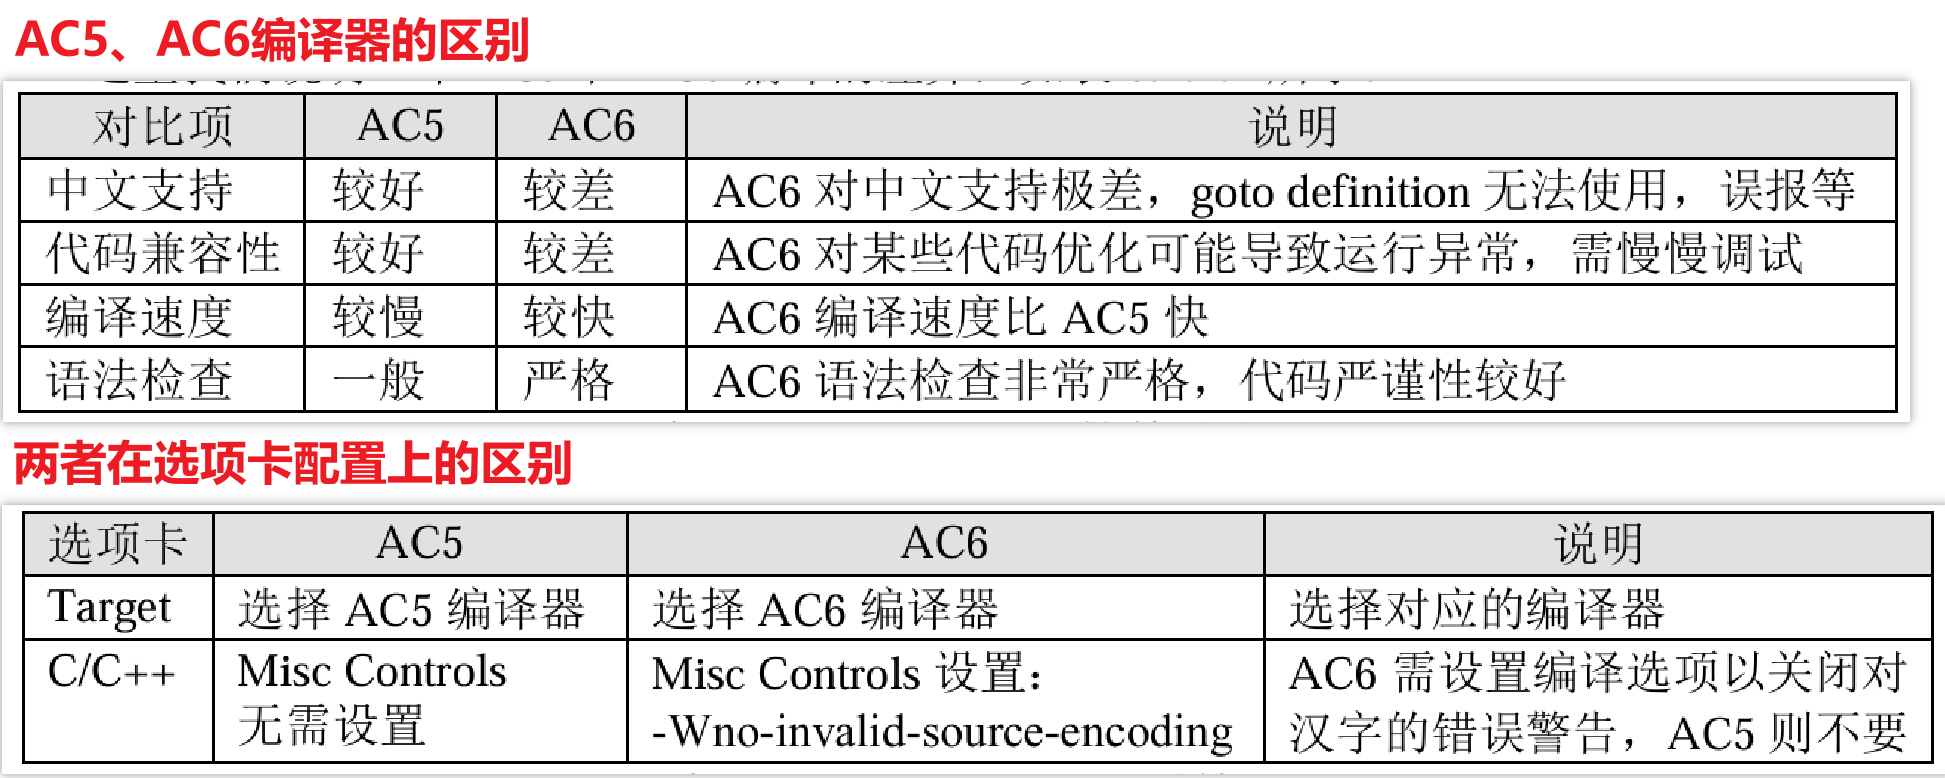 AC5、AC6编译器的区别
对比项 AC5 AC6 说明
中文支持 较好 较差 AC6 对中文支持极差，goto definition 无法使用，误报等
代码兼容性 较好 较差 AC6 对某些代码优化可能导致运行异常，需慢慢调试
编译速度 较慢 较快 AC6 编译速度比 AC5 快
语法检查 一般 严格 AC6 语法检查非常严格，代码严谨性较好
两者在选项卡配置上的区别
选项卡 AC5 AC6 说明
Target 选择 AC5 编译器 选择 AC6 编译器 选择对应的编译器
C/C++ Misc Controls Misc Controls 设置： AC6 需设置编译选项以关闭对
无需设置 -Wno-invalid-source-encoding 汉字的错误警告，AC5 则不要